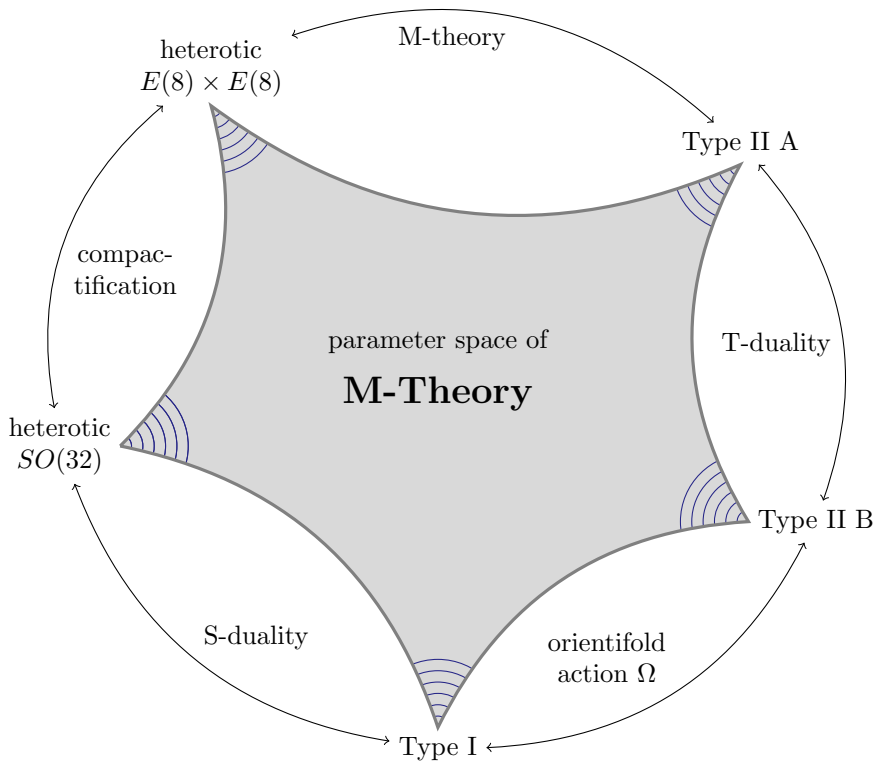 M-theory
heterotic
E(8) × E(8)
Type II A
compac-
tification
parameter space of
M-Theory
T-duality
heterotic
SO(32)
Type II B
S-duality
orientifold
action Ω
Type I